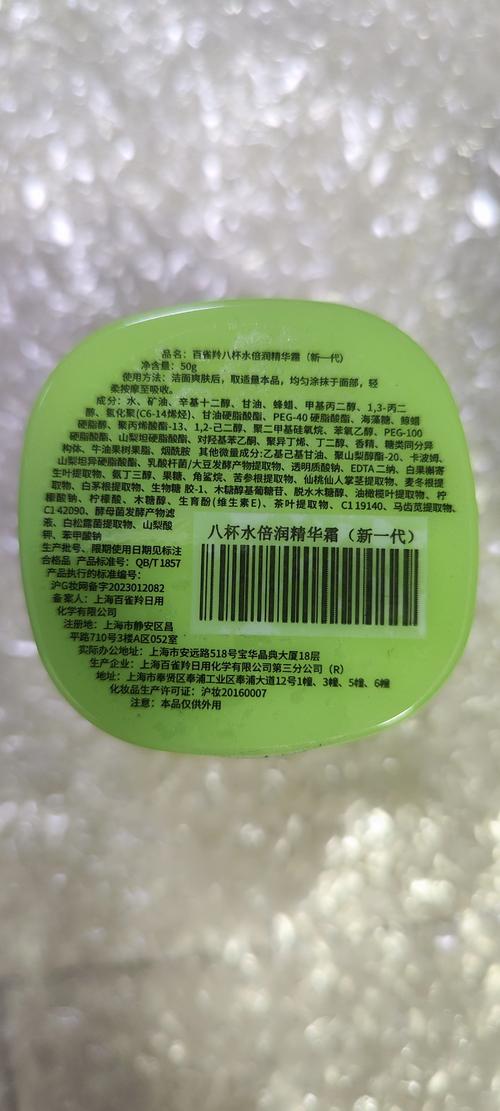 品名：百雀羚八杯水倍润精华霜（新一代）
净含量：50g
使用方法：洁面爽肤后，取适量本品，均匀涂抹于面部，轻
柔按摩至吸收。
成分：水、矿油、辛基十二醇、甘油、蜂蜡、甲基丙二醇、1,3-丙二
醇、氢化聚(C6-14烯烃)、甘油硬脂酸酯、PEG-40 硬脂酸酯、海藻糖、鲸蜡
硬脂醇、聚丙烯酸酯-13、1,2-己二醇、聚二甲基硅氧烷、苯氧乙醇、PEG-100
硬脂酸酯、山梨坦硬脂酸酯、对羟基苯乙酮、聚异丁烯、丁二醇、香精、糖类同分异
构体、牛油果树果脂、烟酰胺 其他微量成分:乙基己基甘油、聚山梨醇酯-20、卡波姆、
山梨坦异硬脂酸酯、乳酸杆菌/大豆发酵产物提取物、透明质酸钠、EDTA 二钠、白果槲寄
生叶提取物、氨丁三醇、果糖、角鲨烷、苦参根提取物、仙桃仙人掌茎提取物、麦冬根提
取物、白茅根提取物、生物糖 胶-1、木糖醇基葡糖苷、脱水木糖醇、油橄榄叶提取物、柠
檬酸钠、柠檬酸、木糖醇、生育酚(维生素E)、茶叶提取物、C1 19140、马齿苋提取物、
C1 42090、酵母菌发酵产物滤
液、白松露菌提取物、山梨酸
钾、苯甲酸钠
生产批号、限期使用日期见标注
合格品 产品标准号：QB/T 1857
产品执行的标准编号：
沪G妆网备字2023012082
备案人：上海百雀羚日用
化学有限公司
注册地：上海市静安区昌
平路710号3楼A区052室
实际办公地址：上海市安远路518号宝华晶典大厦18层
生产企业：上海百雀羚日用化学有限公司第三分公司（R）
地址：上海市奉贤区奉浦工业区奉浦大道12号1幢、3幢、5幢、6幢
化妆品生产许可证：沪妆20160007
注意：本品仅供外用
八杯水倍润精华霜（新一代）